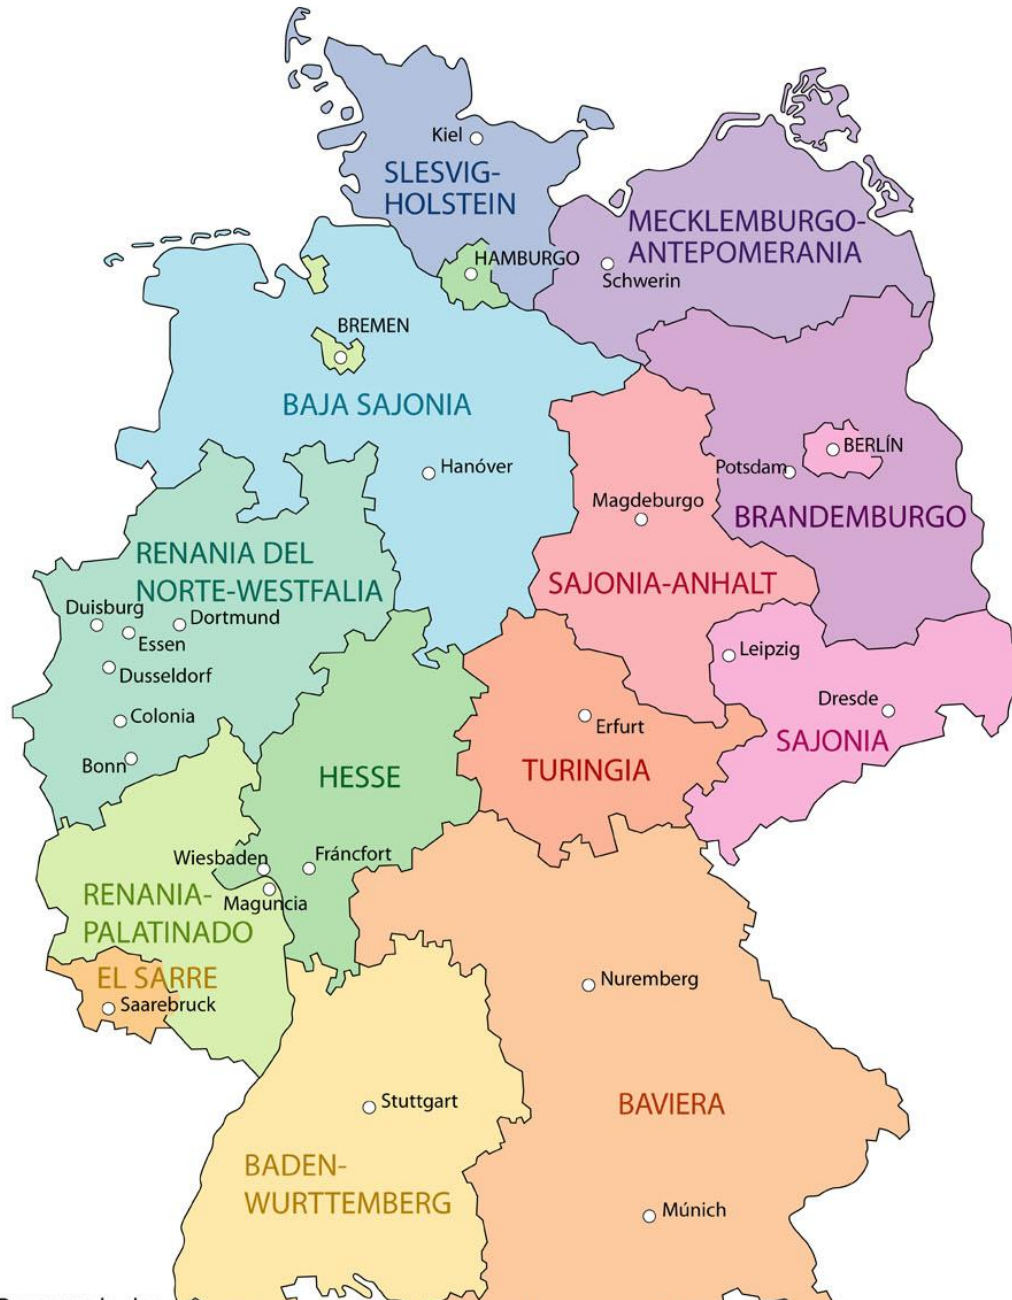 Kiel
SLESVIG-
HOLSTEIN
MECKLEMBURGO-
ANTEPOMERANIA
HAMBURGO
Schwerin
BREMEN
BAJA SAJONIA
BERLÍN
Hanóver
Potsdam
Magdeburgo
BRANDEMBURGO
RENANIA DEL
NORTE-WESTFALIA
SAJONIA-ANHALT
Duisburg
Dortmund
Essen
Leipzig
Dusseldorf
Dresde
Colonia
Erfurt
SAJONIA
Bonn
HESSE
TURINGIA
Wiesbaden
Fráncfort
RENANIA-
PALATINADO
Maguncia
EL SARRE
Saarebruck
Nuremberg
Stuttgart
BAVIERA
BADEN-
WURTTEMBERG
Múnich